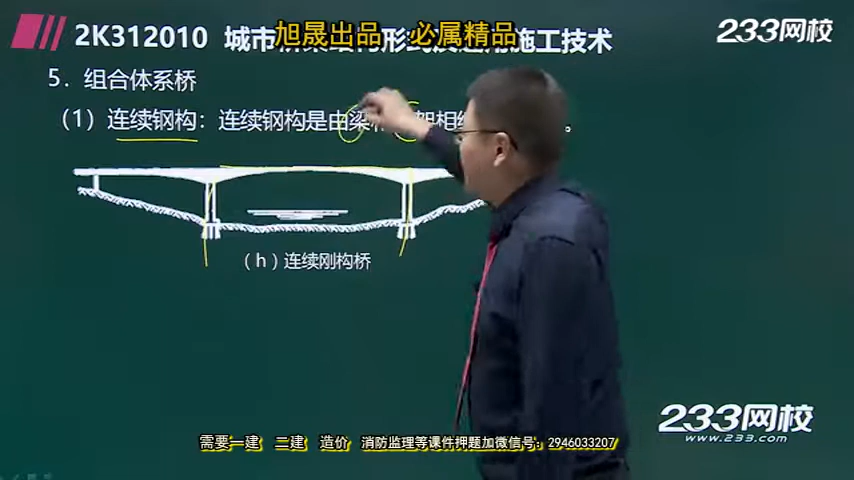 2K312010 城市
旭晟出品 必属精品
施工技术
233网校
5．组合体系桥
（1）连续钢构：连续钢构是由梁和
架相
。
（h）连续刚构桥
233网校
www.233.com
需要一建 二建 造价 消防监理等课件押题加微信号：2946033207